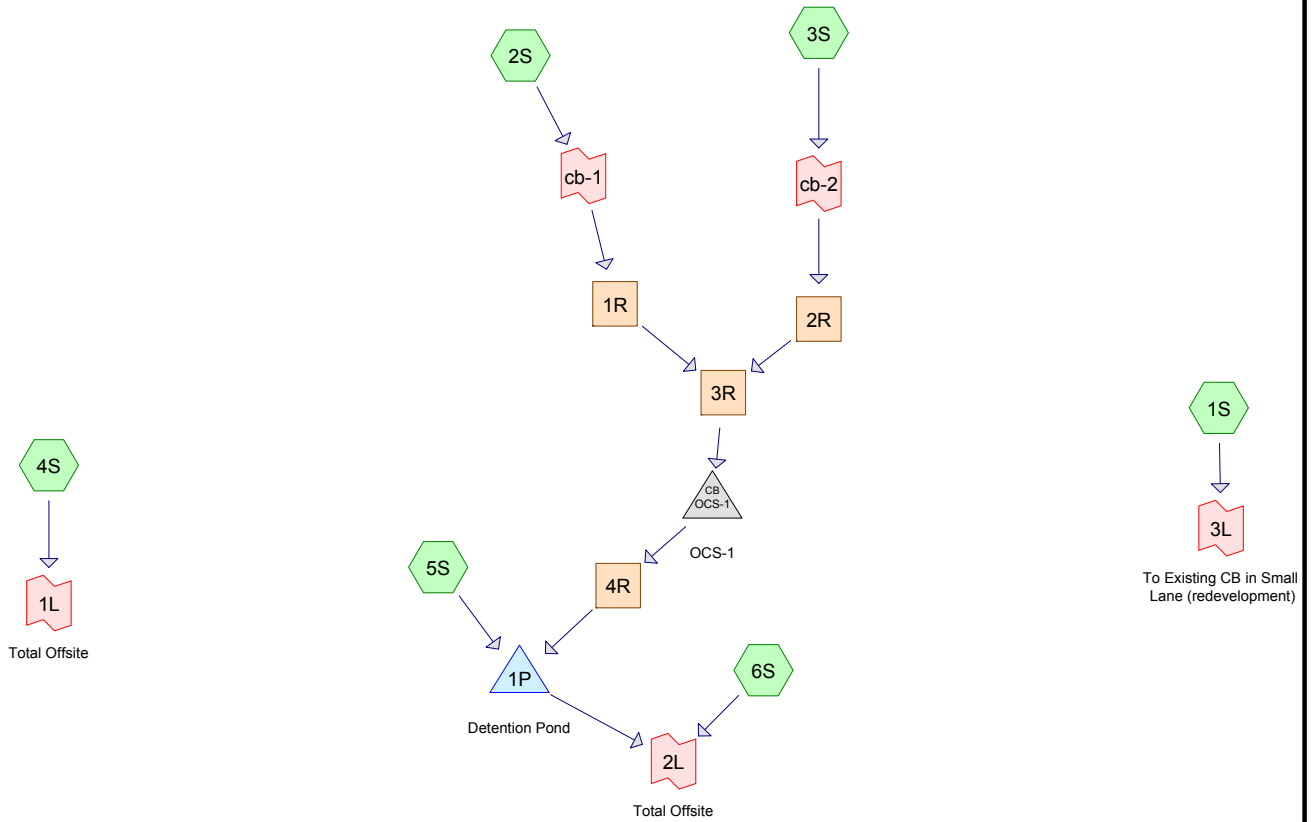 3S
2S
cb-1
cb-2
1R
2R
3R
1S
4S
CB
OCS-1
3L
OCS-1
5S
4R
To Existing CB in Small
Lane (redevelopment)
1L
Total Offsite
1P
6S
Detention Pond
2L
Total Offsite